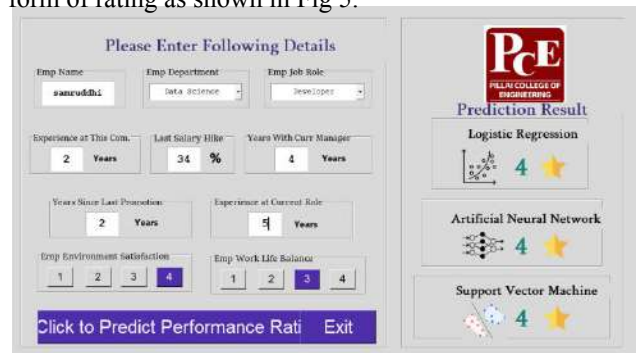 form of rating as shown in Fig 5.
Please Enter Following Details
Emp Name
Emp Department
Emp Job Role
samruddhi
Data Science
Developer
Experience at This Com.
Last Salary Hike
Years With Curr Manager
2 Years
34 %
4 Years
Years Since Last Promotion
Experience at Current Role
2 Years
5 Years
Emp Environment Satisfaction
Emp Work Life Balance
1 2 3 4
1 2 3 4
Click to Predict Performance Rati
Exit
PCE
PILLAI COLLEGE OF
ENGINEERING
Prediction Result
Logistic Regression
4
Artificial Neural Network
4
Support Vector Machine
4